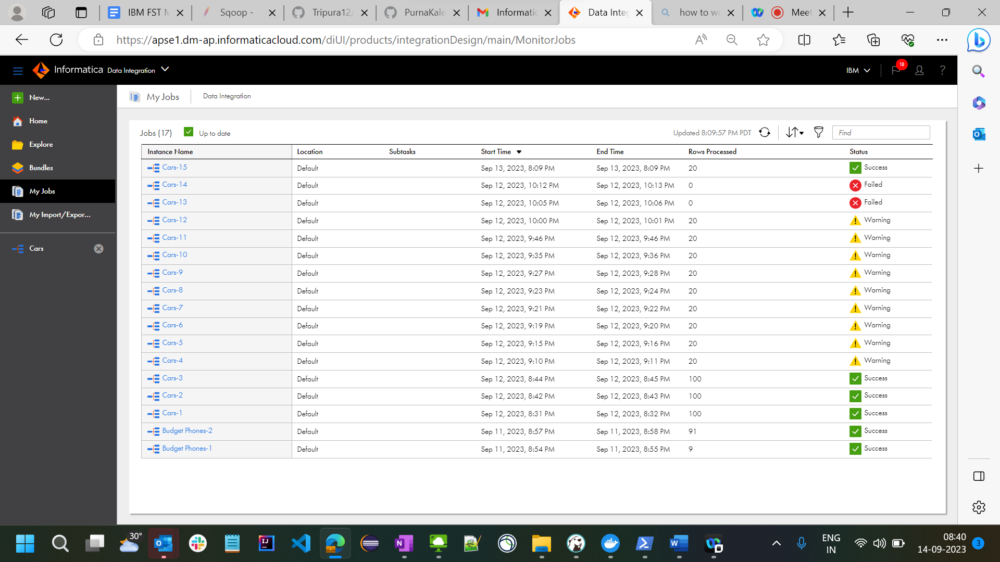 IBM FST M
Sqoop -
Tripura12/
PurnaKale
Informatic
Data Integ
how to wr
Meet
https://apse1.dm-ap.informaticacloud.com/diUI/products/integrationDesign/main/MonitorJobs
Informatica Data Integration
IBM
18
?
New...
Home
Explore
Bundles
My Jobs
My Import/Expor...
Cars
My Jobs
Data Integration
Jobs (17) Up to date
Updated 8:09:57 PM PDT
Find
Instance Name Location Subtasks Start Time End Time Rows Processed Status
Cars-15 Default Sep 13, 2023, 8:09 PM Sep 13, 2023, 8:09 PM 20 Success
Cars-14 Default Sep 12, 2023, 10:12 PM Sep 12, 2023, 10:13 PM 0 Failed
Cars-13 Default Sep 12, 2023, 10:05 PM Sep 12, 2023, 10:06 PM 0 Failed
Cars-12 Default Sep 12, 2023, 10:00 PM Sep 12, 2023, 10:01 PM 20 Warning
Cars-11 Default Sep 12, 2023, 9:46 PM Sep 12, 2023, 9:46 PM 20 Warning
Cars-10 Default Sep 12, 2023, 9:35 PM Sep 12, 2023, 9:36 PM 20 Warning
Cars-9 Default Sep 12, 2023, 9:27 PM Sep 12, 2023, 9:28 PM 20 Warning
Cars-8 Default Sep 12, 2023, 9:23 PM Sep 12, 2023, 9:24 PM 20 Warning
Cars-7 Default Sep 12, 2023, 9:21 PM Sep 12, 2023, 9:22 PM 20 Warning
Cars-6 Default Sep 12, 2023, 9:19 PM Sep 12, 2023, 9:20 PM 20 Warning
Cars-5 Default Sep 12, 2023, 9:15 PM Sep 12, 2023, 9:16 PM 20 Warning
Cars-4 Default Sep 12, 2023, 9:10 PM Sep 12, 2023, 9:11 PM 20 Warning
Cars-3 Default Sep 12, 2023, 8:44 PM Sep 12, 2023, 8:45 PM 100 Success
Cars-2 Default Sep 12, 2023, 8:42 PM Sep 12, 2023, 8:43 PM 100 Success
Cars-1 Default Sep 12, 2023, 8:31 PM Sep 12, 2023, 8:32 PM 100 Success
Budget Phones-2 Default Sep 11, 2023, 8:57 PM Sep 11, 2023, 8:58 PM 91 Success
Budget Phones-1 Default Sep 11, 2023, 8:54 PM Sep 11, 2023, 8:55 PM 9 Success
30°
ENG
IN
08:40
14-09-2023
3